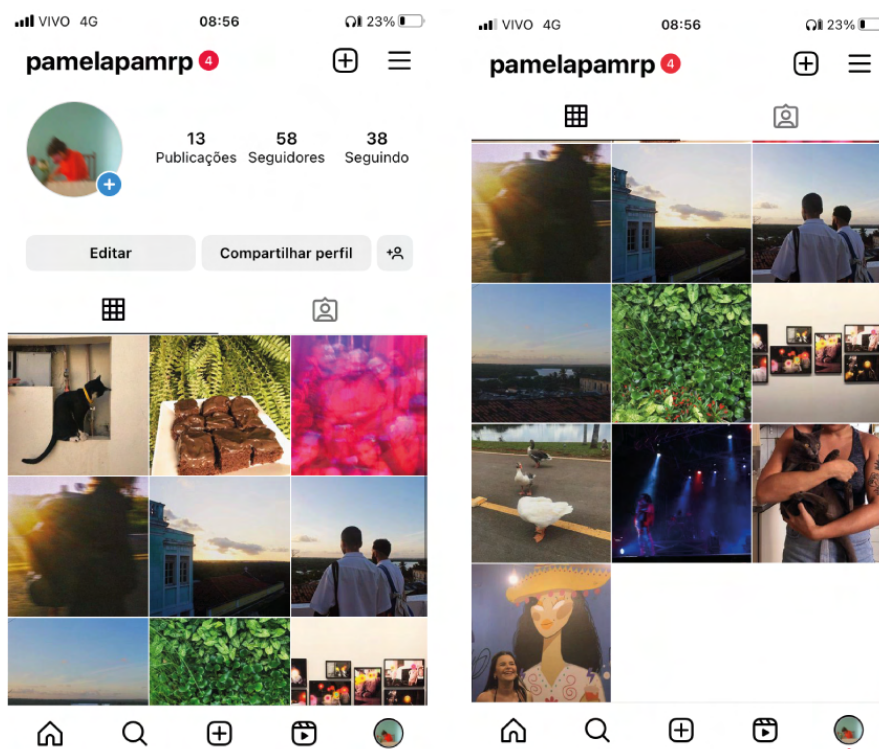 VIVO 4G 08:56 23%
pamelapamrp 4
13 58 38
Publicações Seguidores Seguindo
Editar Compartilhar perfil
VIVO 4G 08:56 23%
pamelapamrp 4